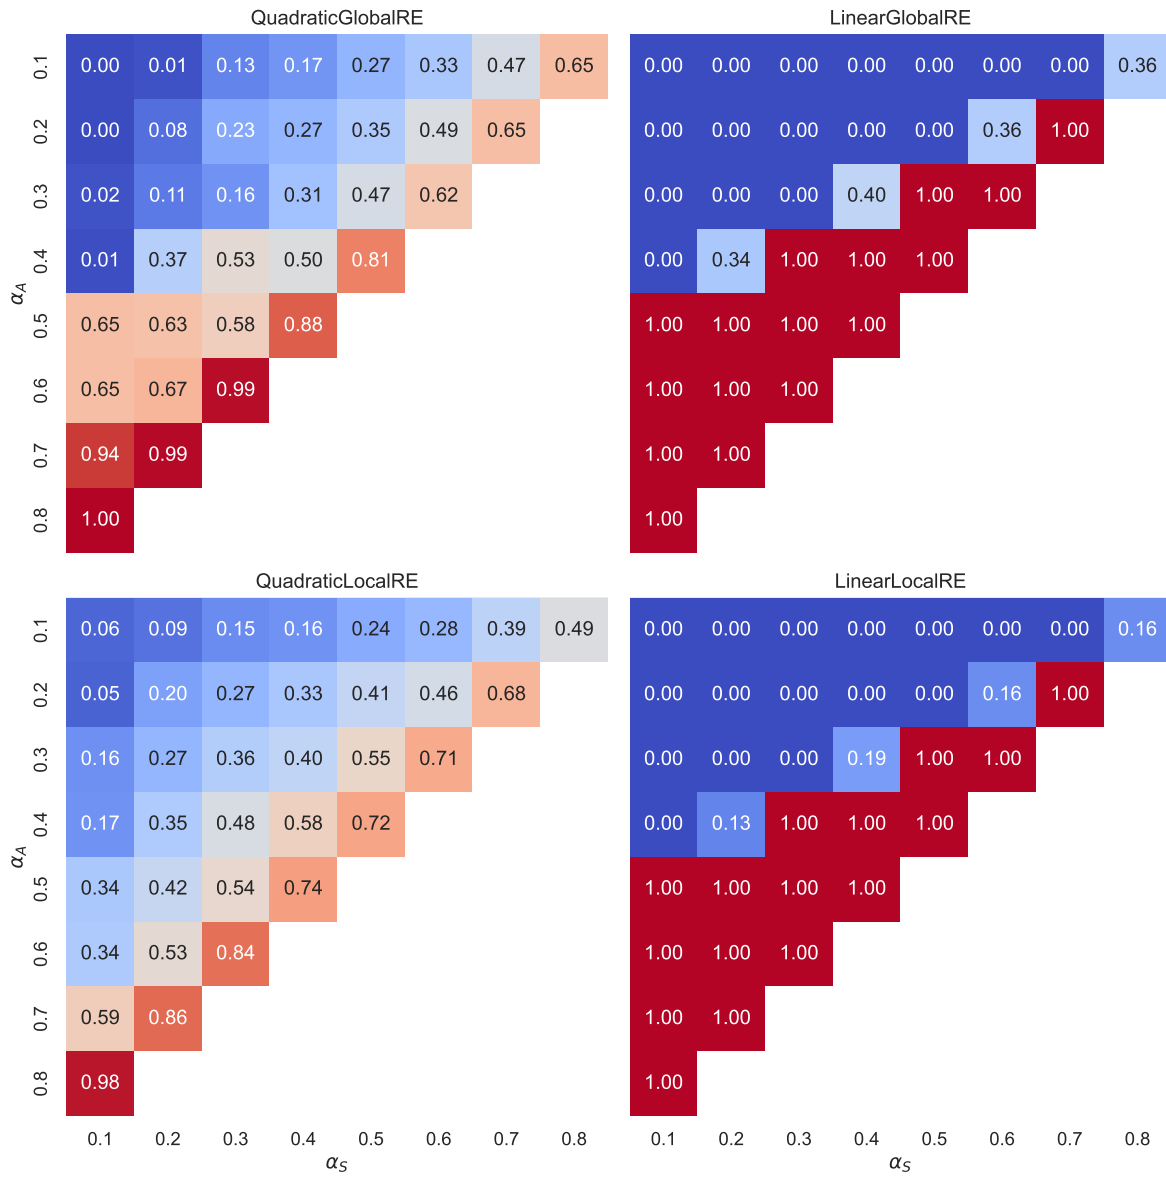 QuadraticGlobalRE
LinearGlobalRE
0.1 0.00 0.01 0.13 0.17 0.27 0.33 0.47 0.65 0.00 0.00 0.00 0.00 0.00 0.00 0.00 0.36
0.2 0.00 0.08 0.23 0.27 0.35 0.49 0.65 0.00 0.00 0.00 0.00 0.00 0.36 1.00
0.3 0.02 0.11 0.16 0.31 0.47 0.62 0.00 0.00 0.00 0.40 1.00 1.00
0.4 0.01 0.37 0.53 0.50 0.81 0.00 0.34 1.00 1.00 1.00
α_A
0.5 0.65 0.63 0.58 0.88 1.00 1.00 1.00 1.00
0.6 0.65 0.67 0.99 1.00 1.00 1.00
0.7 0.94 0.99 1.00 1.00
0.8 1.00 1.00
QuadraticLocalRE
LinearLocalRE
0.1 0.06 0.09 0.15 0.16 0.24 0.28 0.39 0.49 0.00 0.00 0.00 0.00 0.00 0.00 0.00 0.16
0.2 0.05 0.20 0.27 0.33 0.41 0.46 0.68 0.00 0.00 0.00 0.00 0.00 0.16 1.00
0.3 0.16 0.27 0.36 0.40 0.55 0.71 0.00 0.00 0.00 0.19 1.00 1.00
0.4 0.17 0.35 0.48 0.58 0.72 0.00 0.13 1.00 1.00 1.00
α_A
0.5 0.34 0.42 0.54 0.74 1.00 1.00 1.00 1.00
0.6 0.34 0.53 0.84 1.00 1.00 1.00
0.7 0.59 0.86 1.00 1.00
0.8 0.98 1.00
0.1 0.2 0.3 0.4 0.5 0.6 0.7 0.8 0.1 0.2 0.3 0.4 0.5 0.6 0.7 0.8
α_S
α_S